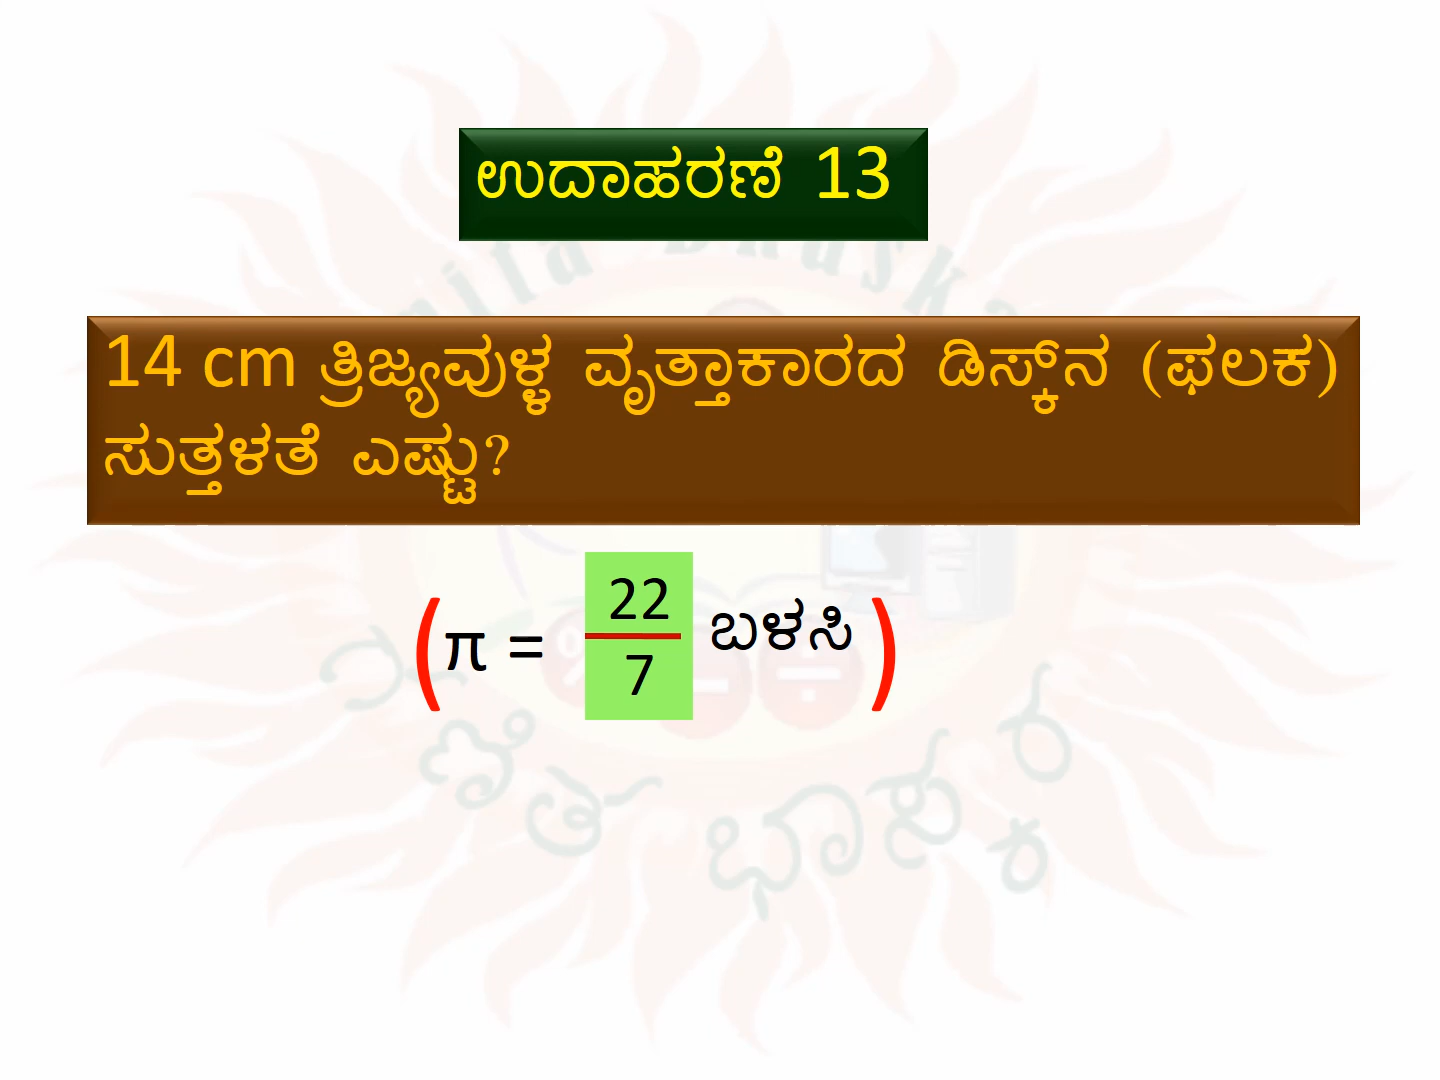 ಉದಾಹರಣೆ 13
14 cm ತ್ರಿಜ್ಯವುಳ್ಳ ವೃತ್ತಾಕಾರದ ಡಿಸ್ಕ್‌ನ (ಫಲಕ)
ಸುತ್ತಳತೆ ಎಷ್ಟು?
(π = 22/7 ಬಳಸಿ)